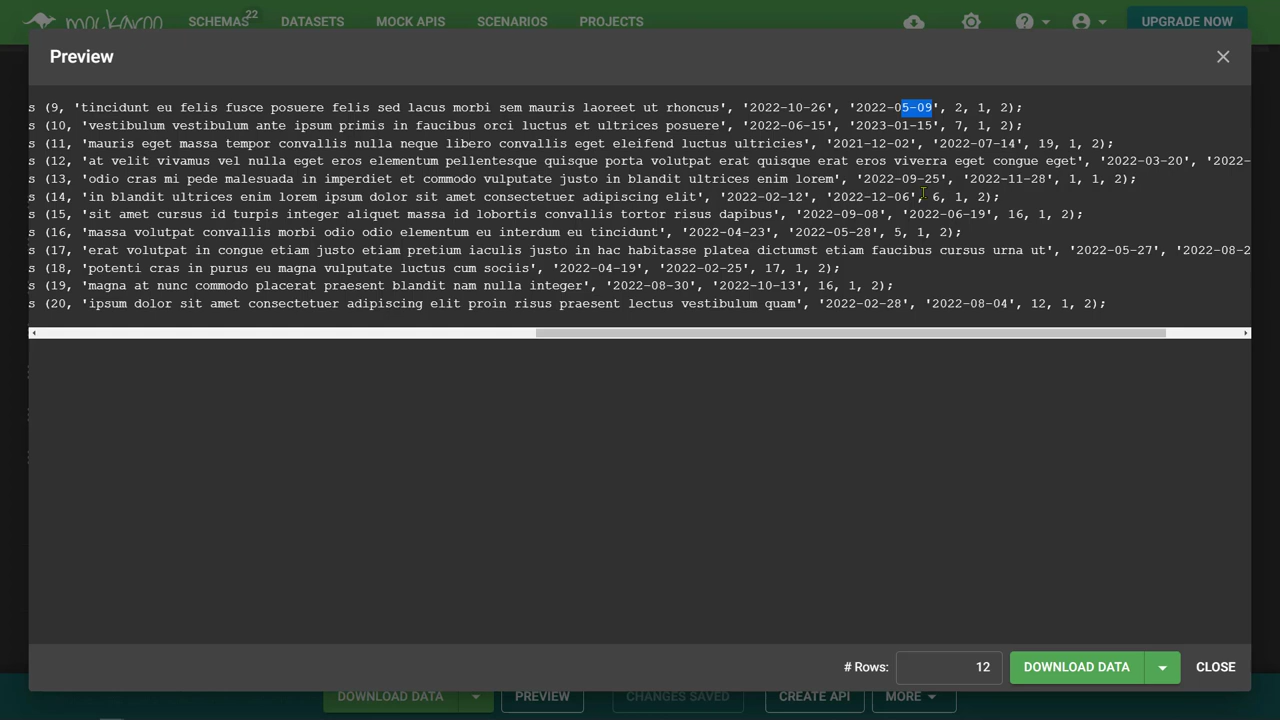 mockaroo SCHEMAS 22 DATASETS MOCK APIS SCENARIOS PROJECTS UPGRADE NOW
Preview
s (9, 'tincidunt eu felis fusce posuere felis sed lacus morbi sem mauris laoreet ut rhoncus', '2022-10-26', '2022-05-09', 2, 1, 2);
s (10, 'vestibulum vestibulum ante ipsum primis in faucibus orci luctus et ultrices posuere', '2022-06-15', '2023-01-15', 7, 1, 2);
s (11, 'mauris eget massa tempor convallis nulla neque libero convallis eget eleifend luctus ultricies', '2021-12-02', '2022-07-14', 19, 1, 2);
s (12, 'at velit vivamus vel nulla eget eros elementum pellentesque quisque porta volutpat erat quisque erat eros viverra eget congue eget', '2022-03-20', '2022-
s (13, 'odio cras mi pede malesuada in imperdiet et commodo vulputate justo in blandit ultrices enim lorem', '2022-09-25', '2022-11-28', 1, 1, 2);
s (14, 'in blandit ultrices enim lorem ipsum dolor sit amet consectetuer adipiscing elit', '2022-02-12', '2022-12-06', 6, 1, 2);
s (15, 'sit amet cursus id turpis integer aliquet massa id lobortis convallis tortor risus dapibus', '2022-09-08', '2022-06-19', 16, 1, 2);
s (16, 'massa volutpat convallis morbi odio odio elementum eu interdum eu tincidunt', '2022-04-23', '2022-05-28', 5, 1, 2);
s (17, 'erat volutpat in congue etiam justo etiam pretium iaculis justo in hac habitasse platea dictumst etiam faucibus cursus urna ut', '2022-05-27', '2022-08-2
s (18, 'potenti cras in purus eu magna vulputate luctus cum sociis', '2022-04-19', '2022-02-25', 17, 1, 2);
s (19, 'magna at nunc commodo placerat praesent blandit nam nulla integer', '2022-08-30', '2022-10-13', 16, 1, 2);
s (20, 'ipsum dolor sit amet consectetuer adipiscing elit proin risus praesent lectus vestibulum quam', '2022-02-28', '2022-08-04', 12, 1, 2);
# Rows: 12 DOWNLOAD DATA CLOSE
DOWNLOAD DATA PREVIEW CHANGES SAVED CREATE API MORE